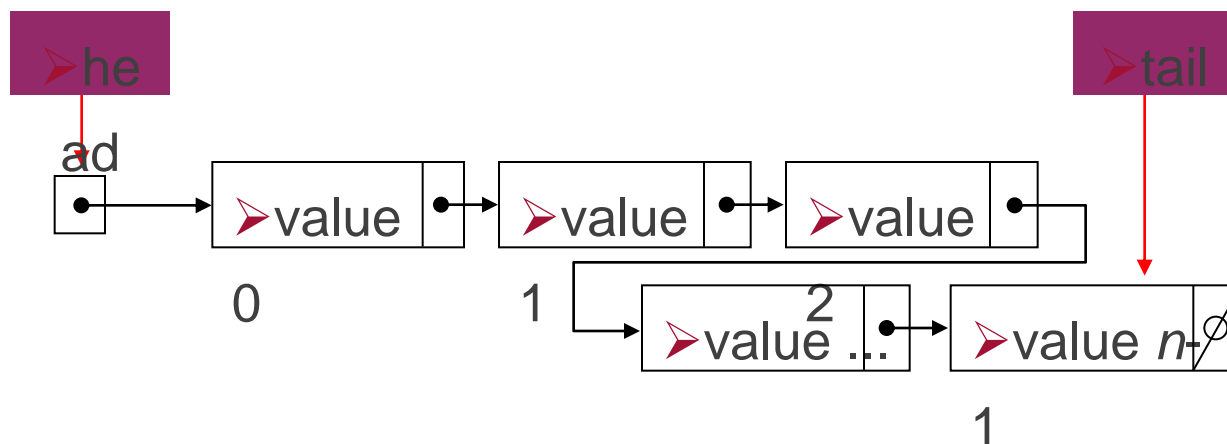 ➢he
➢tail
ad
➢value
➢value
➢value
0
1
2
➢value ...
➢value n-
1